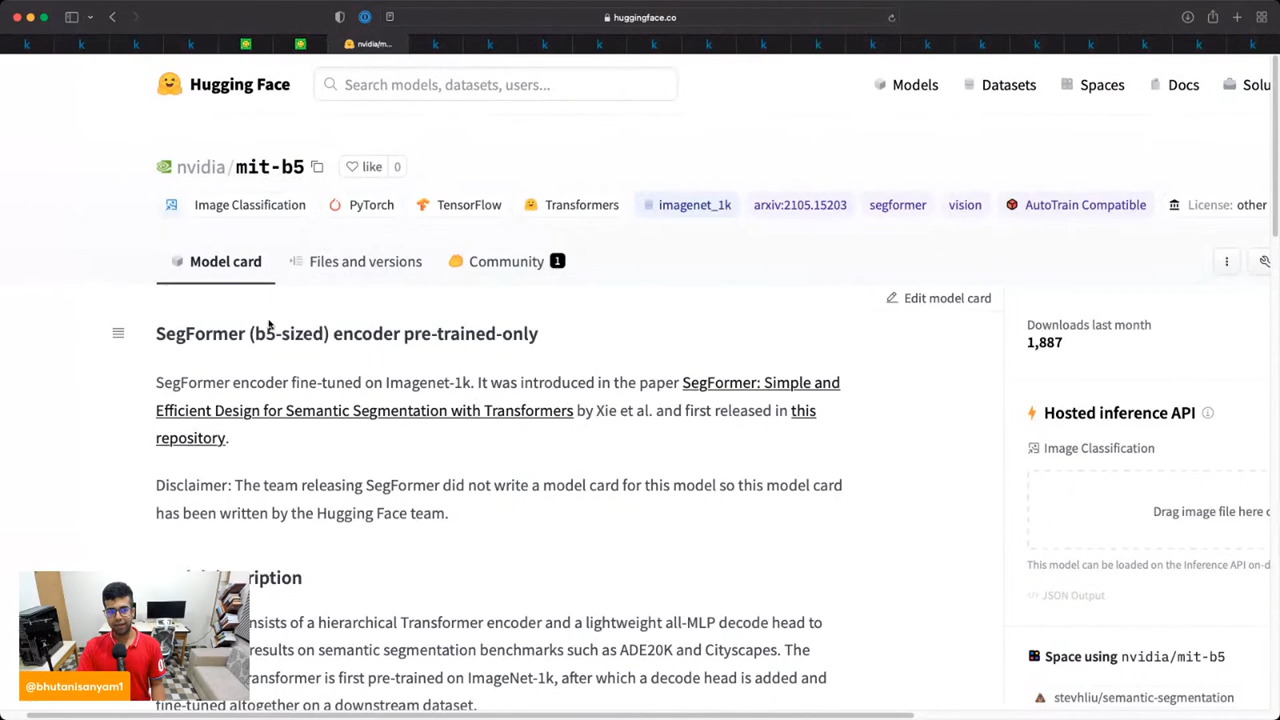 huggingface.co
nvidia/m...
Hugging Face
Search models, datasets, users...
Models
Datasets
Spaces
Docs
Solu
nvidia/mit-b5
like 0
Image Classification
PyTorch
TensorFlow
Transformers
imagenet_1k
arxiv:2105.15203
segformer
vision
AutoTrain Compatible
License: other
Model card
Files and versions
Community 1
Edit model card
SegFormer (b5-sized) encoder pre-trained-only
SegFormer encoder fine-tuned on Imagenet-1k. It was introduced in the paper SegFormer: Simple and
Efficient Design for Semantic Segmentation with Transformers by Xie et al. and first released in this
repository.
Disclaimer: The team releasing SegFormer did not write a model card for this model so this model card
has been written by the Hugging Face team.
ription
nsists of a hierarchical Transformer encoder and a lightweight all-MLP decode head to
results on semantic segmentation benchmarks such as ADE20K and Cityscapes. The
ransformer is first pre-trained on ImageNet-1k, after which a decode head is added and
fine-tuned altogether on a downstream dataset.
Downloads last month
1,887
Hosted inference API
Image Classification
Drag image file here o
This model can be loaded on the Inference API on-d
JSON Output
Space using nvidia/mit-b5
stevhliu/semantic-segmentation
@bhutanisanyam1